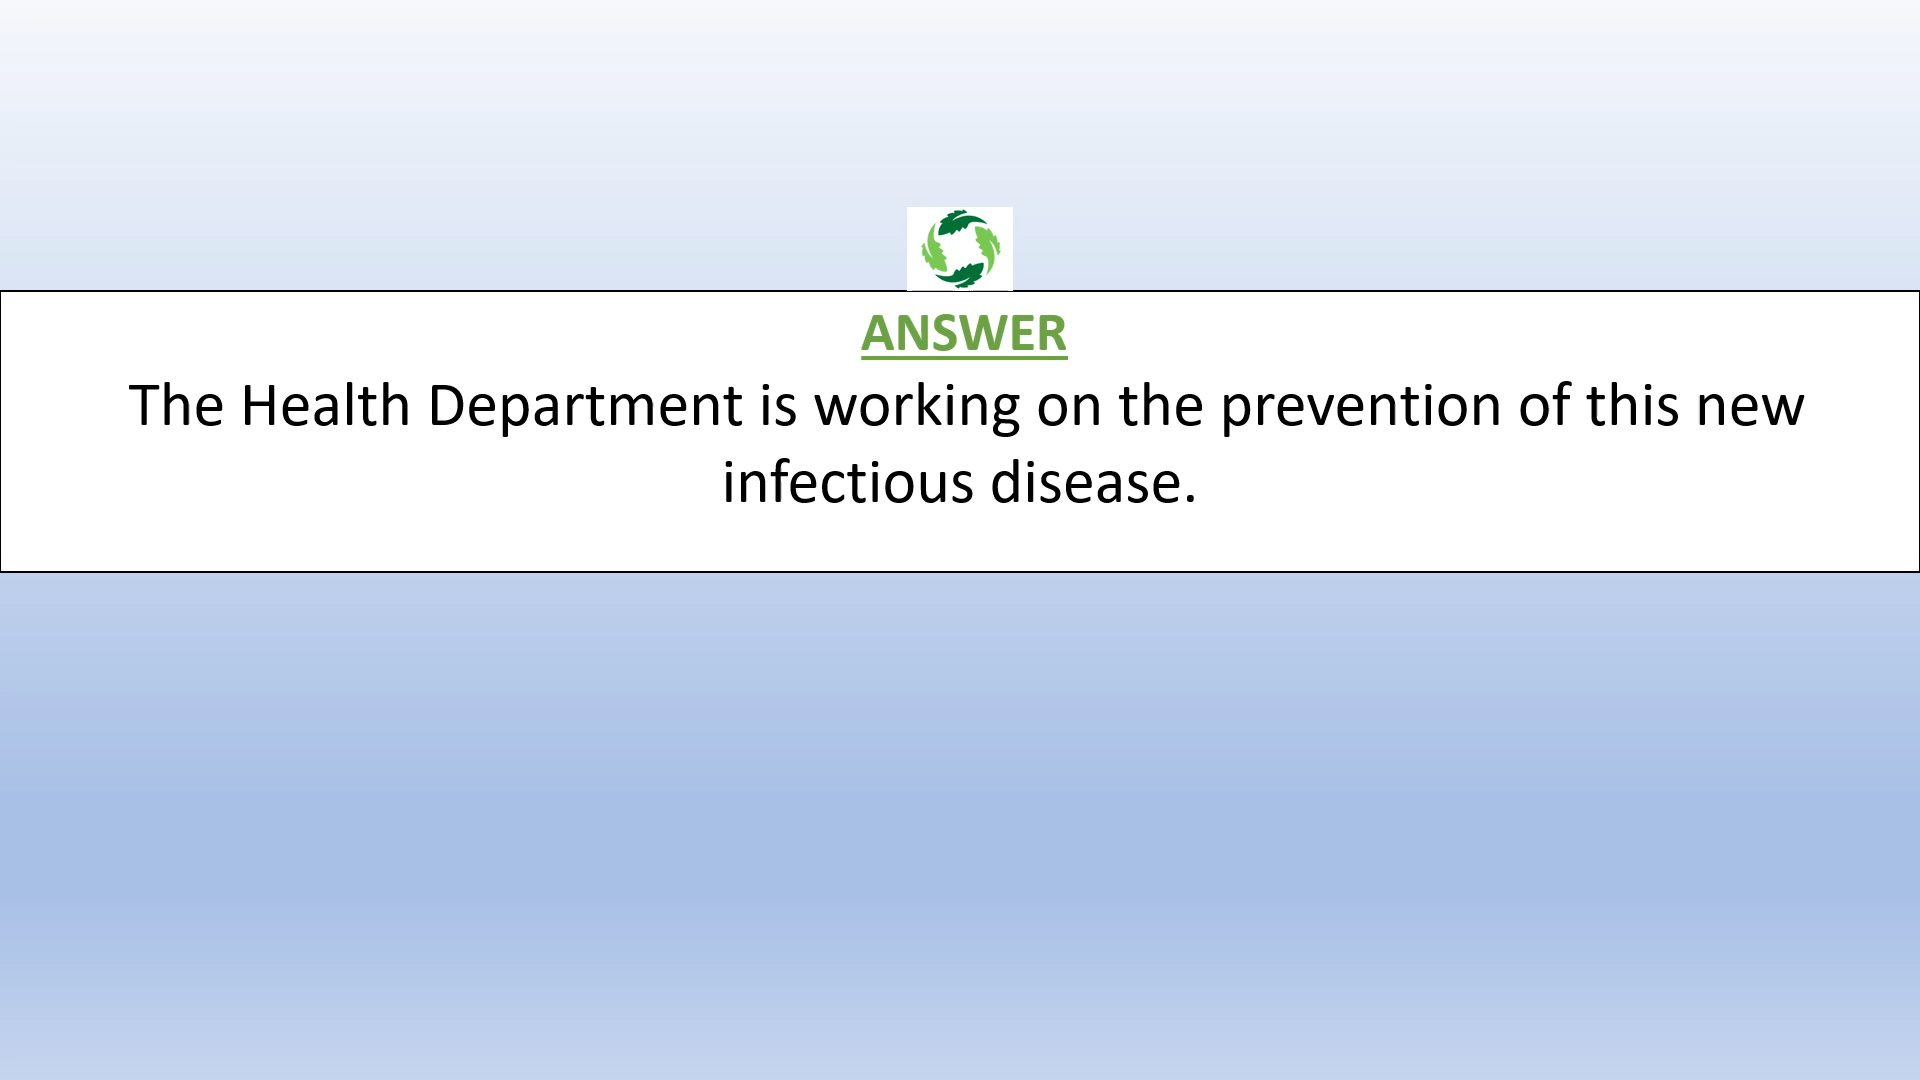 ANSWER
The Health Department is working on the prevention of this new
infectious disease.